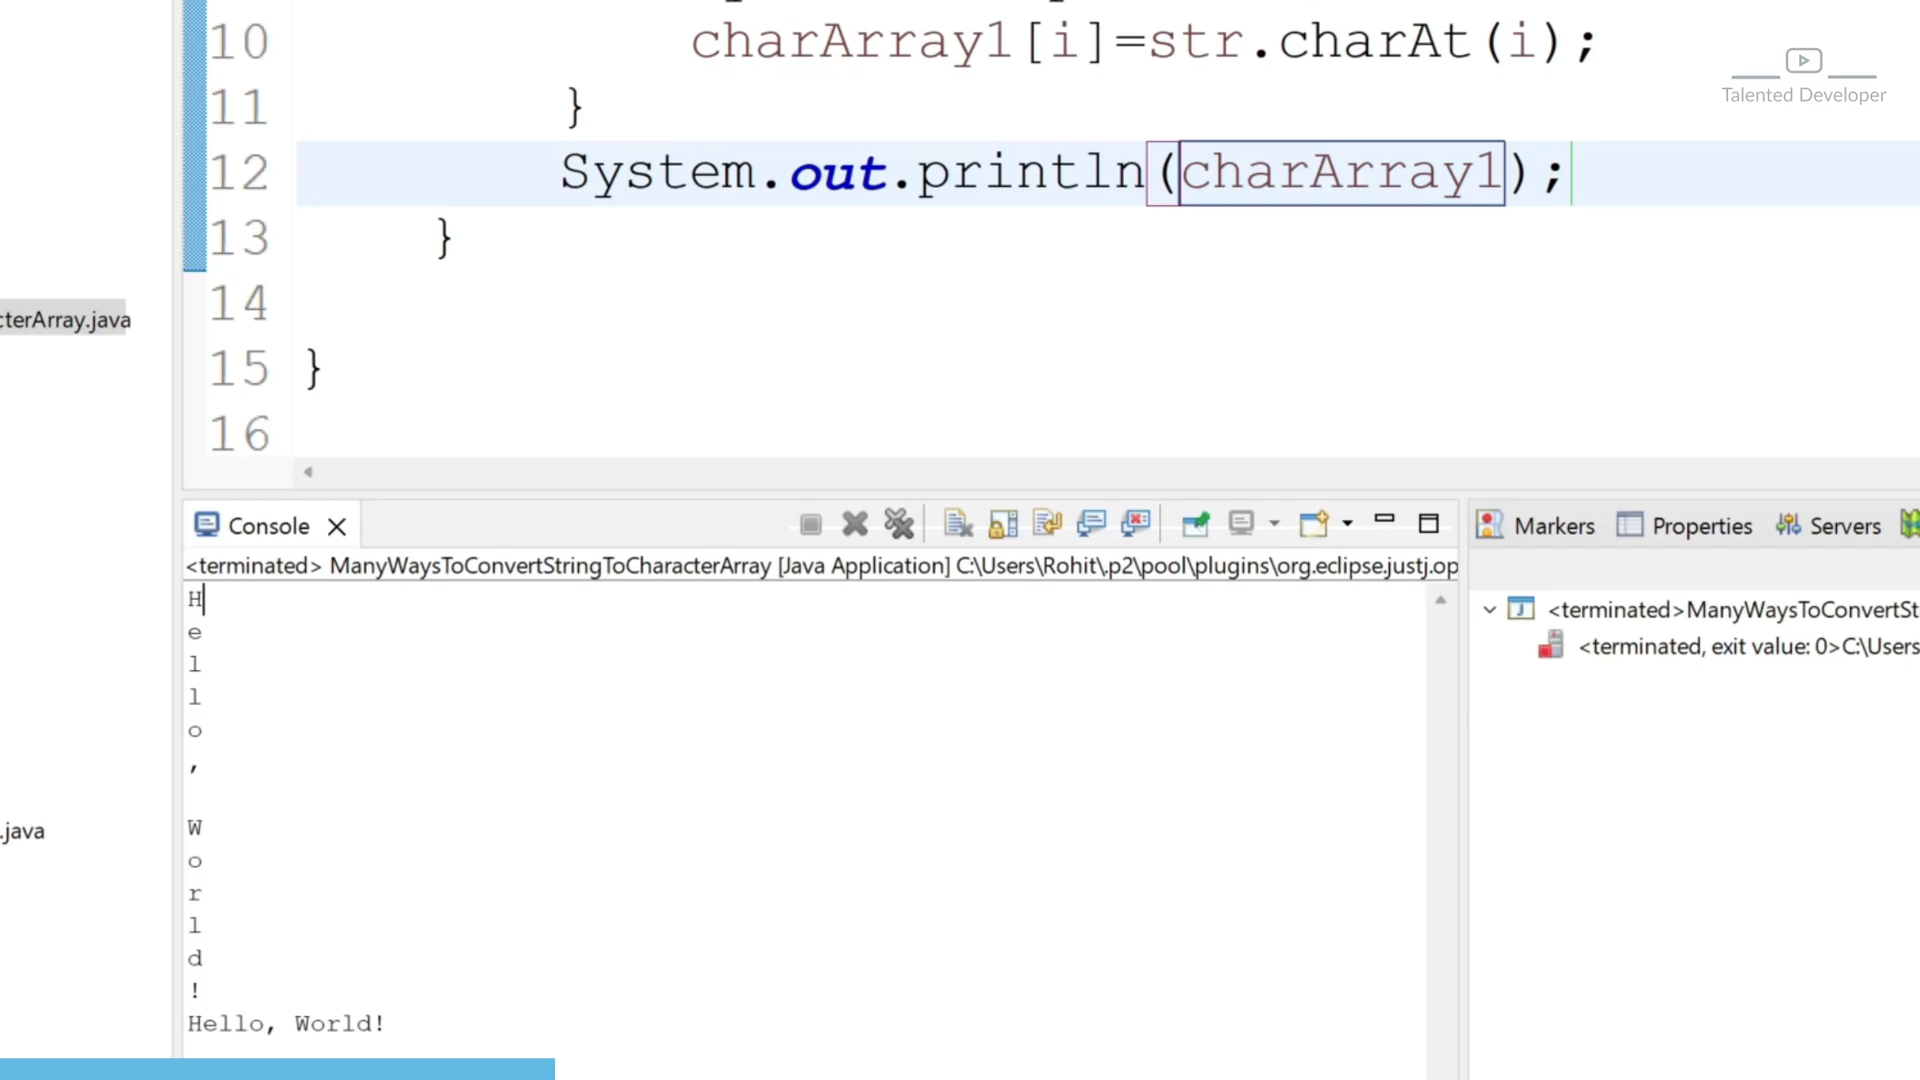 10 charArray1[i]=str.charAt(i);
Talented Developer
11 }
12 System.out.println(charArray1);
13 }
14
cterArray.java
15 }
16
Console
Markers Properties Servers
<terminated> ManyWaysToConvertStringToCharacterArray [Java Application] C:\Users\Rohit\.p2\pool\plugins\org.eclipse.justj.op
<terminated>ManyWaysToConvertSt
<terminated, exit value: 0>C:\Users
H
e
l
l
o
,
W
.java
o
r
l
d
!
Hello, World!